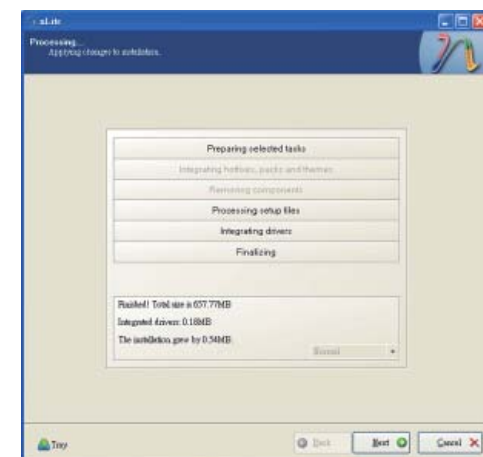 nLite
Processing...
Applying changes to installation.
Preparing selected tasks
Integrating hotfixes, packs and themes
Removing components
Processing setup files
Integrating drivers
Finalizing
Finished! Total size is 657.77MB
Integrated drivers: 0.18MB
The installation grew by 0.54MB
Normal
Tray
Back
Next
Cancel